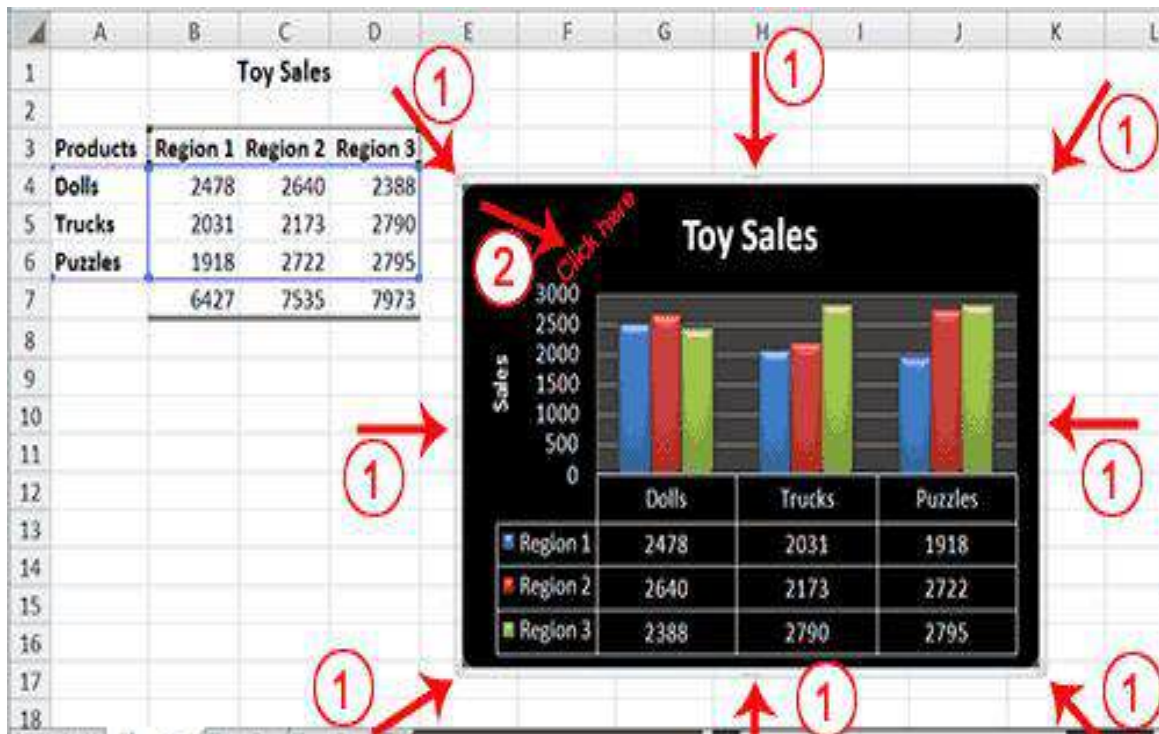 A B C D E F G H I J K L
1 Toy Sales
2
3 Products Region 1 Region 2 Region 3
4 Dolls 2478 2640 2388
5 Trucks 2031 2173 2790
6 Puzzles 1918 2722 2795
7 6427 7535 7973
8
9
10
11
12
13
14
15
16
17
18
1
1
1
2
Click here
Toy Sales
Sales
3000
2500
2000
1500
1000
500
0
1
1
Dolls Trucks Puzzles
Region 1 2478 2031 1918
Region 2 2640 2173 2722
Region 3 2388 2790 2795
1
1
1